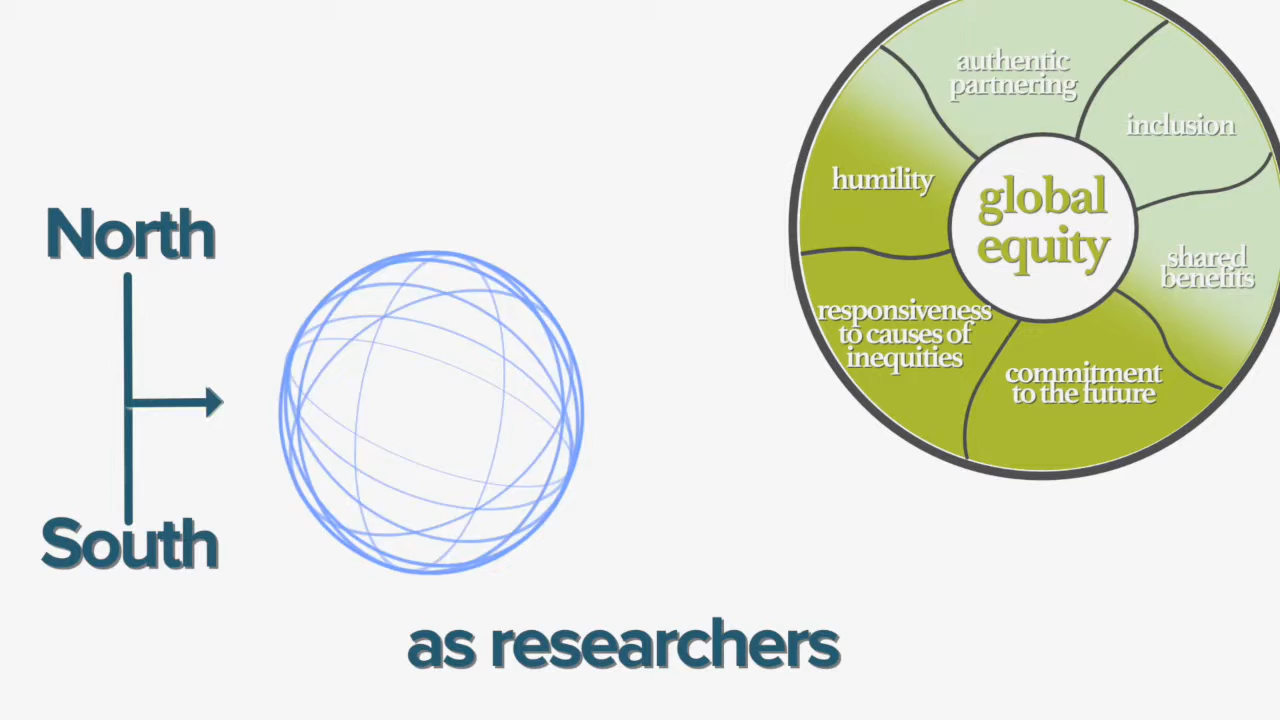 authentic
partnering
inclusion
humility
global
equity
North
shared
benefits
responsiveness
to causes of
inequities
commitment
to the future
South
as researchers